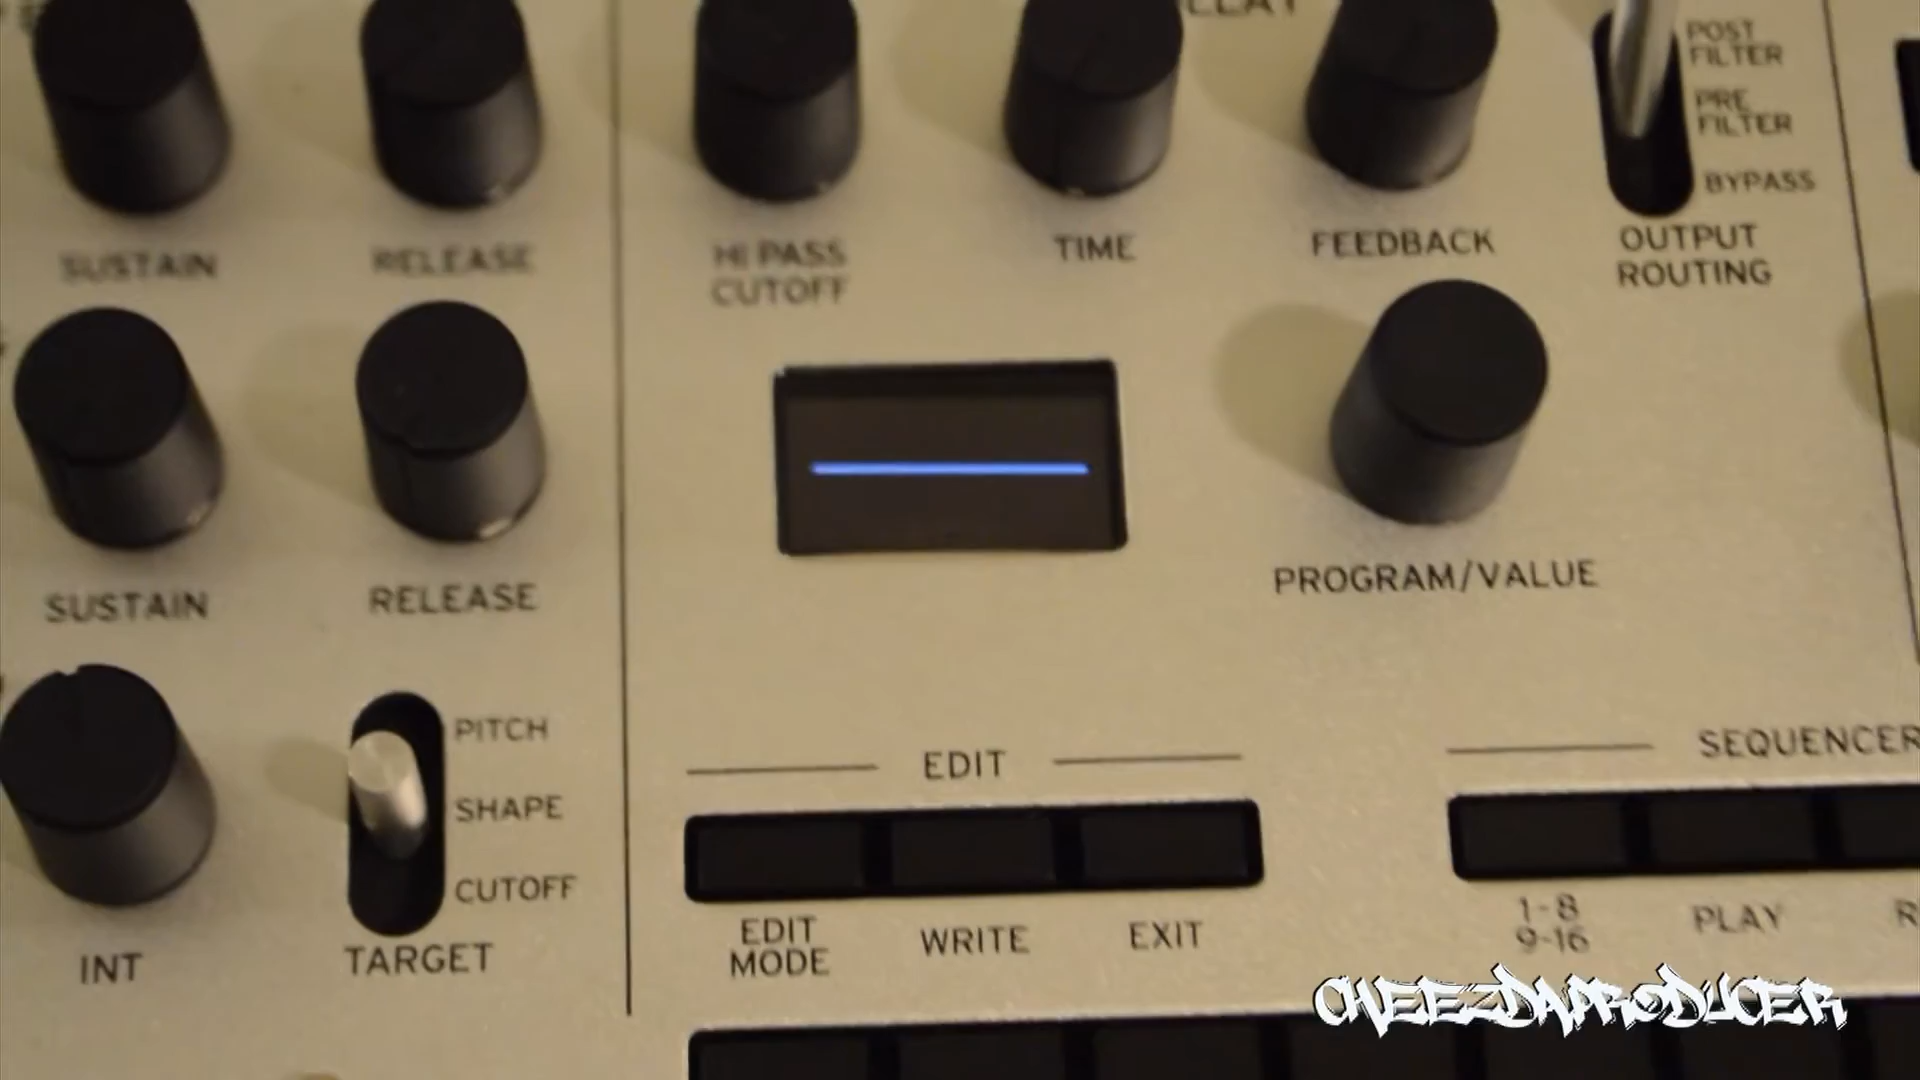 POST
FILTER
PRE
FILTER
BYPASS
OUTPUT
ROUTING
SUSTAIN
RELEASE
HI PASS
CUTOFF
TIME
FEEDBACK
SUSTAIN
RELEASE
PROGRAM/VALUE
PITCH
SHAPE
CUTOFF
INT
TARGET
EDIT
SEQUENCER
EDIT
MODE
WRITE
EXIT
1-8
9-16
PLAY
CHEEZDAPRODUCER